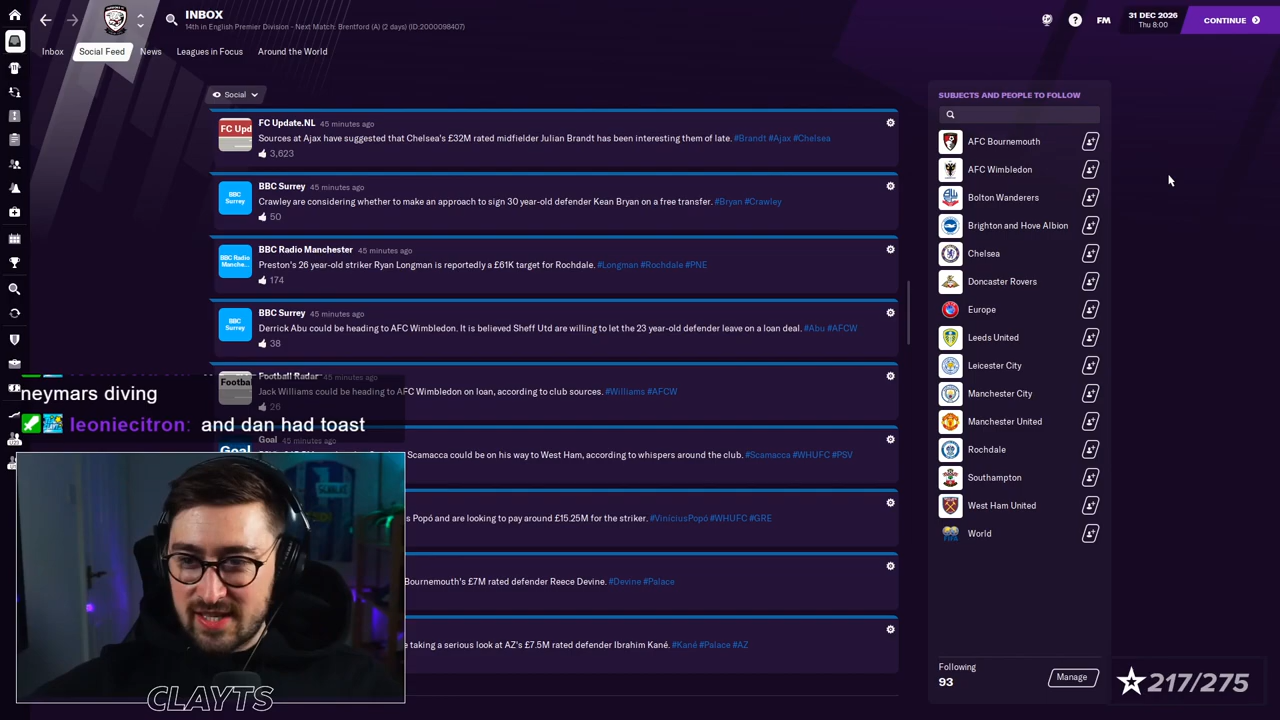 INBOX
14th in English Premier Division - Next Match: Brentford (A) (2 days) (ID:2000098407)
FM
31 DEC 2026
Thu 8:00
CONTINUE
Inbox
Social Feed
News
Leagues in Focus
Around the World
Social
FC Update.NL 45 minutes ago
Sources at Ajax have suggested that Chelsea's £32M rated midfielder Julian Brandt has been interesting them of late. #Brandt #Ajax #Chelsea
3,623
BBC Surrey 45 minutes ago
Crawley are considering whether to make an approach to sign 30 year-old defender Kean Bryan on a free transfer. #Bryan #Crawley
50
BBC Radio Manchester 45 minutes ago
Preston's 26 year-old striker Ryan Longman is reportedly a £61K target for Rochdale. #Longman #Rochdale #PNE
174
BBC Surrey 45 minutes ago
Derrick Abu could be heading to AFC Wimbledon. It is believed Sheff Utd are willing to let the 23 year-old defender leave on a loan deal. #Abu #AFCW
38
Football Radar 45 minutes ago
Jack Williams could be heading to AFC Wimbledon on loan, according to club sources. #Williams #AFCW
26
neymars diving
leoniecitron: and dan had toast
Goal 45 minutes ago
Scamacca could be on his way to West Ham, according to whispers around the club. #Scamacca #WHUFC #PSV
s Popó and are looking to pay around £15.25M for the striker. #ViníciusPopó #WHUFC #GRE
Bournemouth's £7M rated defender Reece Devine. #Devine #Palace
e taking a serious look at AZ's £7.5M rated defender Ibrahim Kané. #Kané #Palace #AZ
CLAYTS
SUBJECTS AND PEOPLE TO FOLLOW
AFC Bournemouth
AFC Wimbledon
Bolton Wanderers
Brighton and Hove Albion
Chelsea
Doncaster Rovers
Europe
Leeds United
Leicester City
Manchester City
Manchester United
Rochdale
Southampton
West Ham United
World
Following
93
Manage
217/275